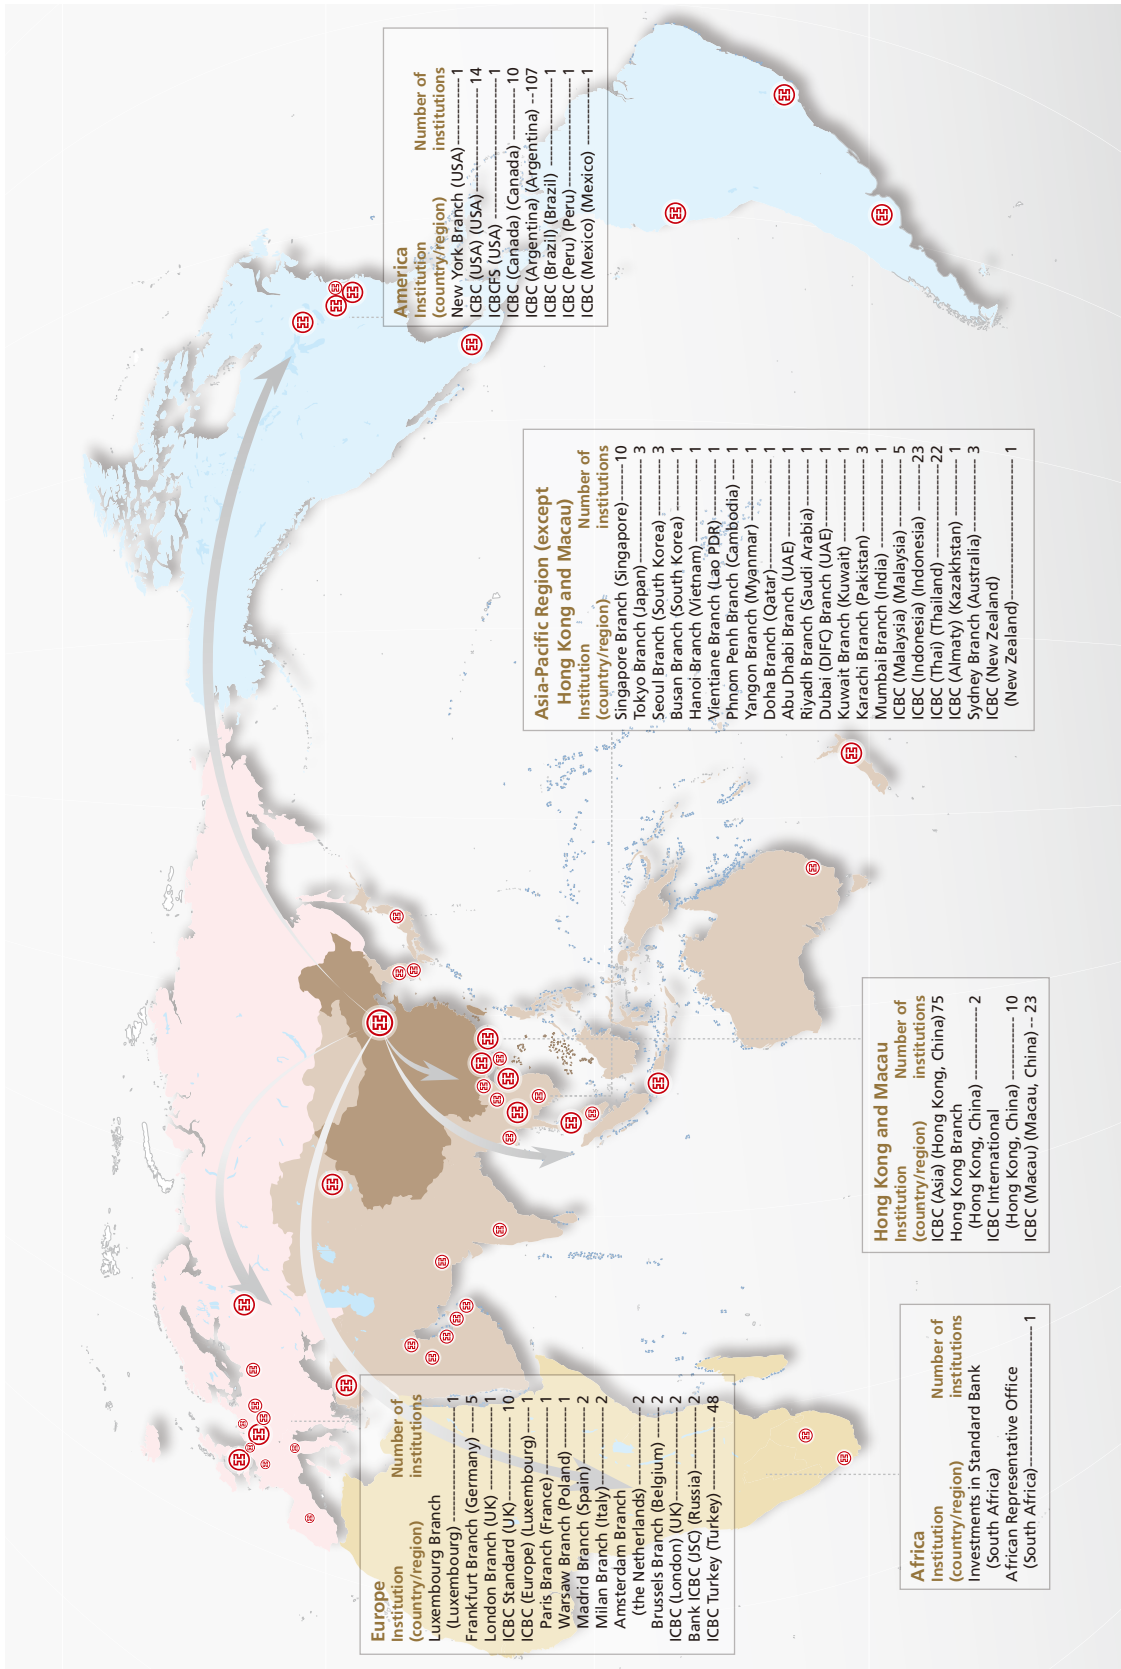 Europe
Institution
(country/region)
Number of
institutions
Luxembourg Branch
(Luxembourg) ------------------ 1
Frankfurt Branch (Germany) ---- 5
London Branch (UK) ------------ 1
ICBC Standard (UK) ------------ 10
ICBC (Europe) (Luxembourg) ---- 1
Paris Branch (France) --------- 1
Warsaw Branch (Poland) -------- 1
Madrid Branch (Spain) --------- 2
Milan Branch (Italy) ---------- 2
Amsterdam Branch
(the Netherlands) ------------- 2
Brussels Branch (Belgium) ----- 2
ICBC (London) (UK) ------------ 2
Bank ICBC (JSC) (Russia) ------ 2
ICBC Turkey (Turkey) ---------- 48
Africa
Institution
(country/region)
Number of
institutions
Investments in Standard Bank
(South Africa)
African Representative Office
(South Africa) ---------------- 1
Hong Kong and Macau
Institution
(country/region)
Number of
institutions
ICBC (Asia) (Hong Kong, China) 75
Hong Kong Branch
(Hong Kong, China) ------------ 2
ICBC International
(Hong Kong, China) ------------ 10
ICBC (Macau) (Macau, China) -- 23
Asia-Pacific Region (except
Hong Kong and Macau)
Institution
(country/region)
Number of
institutions
Singapore Branch (Singapore) ------ 10
Tokyo Branch (Japan) -------------- 3
Seoul Branch (South Korea) -------- 3
Busan Branch (South Korea) -------- 1
Hanoi Branch (Vietnam) ------------ 1
Vientiane Branch (Lao PDR) -------- 1
Phnom Penh Branch (Cambodia) ---- 1
Yangon Branch (Myanmar) ----------- 1
Doha Branch (Qatar) --------------- 1
Abu Dhabi Branch (UAE) ------------ 1
Riyadh Branch (Saudi Arabia) ------ 1
Dubai (DIFC) Branch (UAE) --------- 1
Kuwait Branch (Kuwait) ------------ 1
Karachi Branch (Pakistan) --------- 3
Mumbai Branch (India) ------------- 1
ICBC (Malaysia) (Malaysia) -------- 5
ICBC (Indonesia) (Indonesia) ------ 23
ICBC (Thai) (Thailand) ------------ 22
ICBC (Almaty) (Kazakhstan) -------- 1
Sydney Branch (Australia) --------- 3
ICBC (New Zealand)
(New Zealand) --------------------- 1
America
Institution
(country/region)
Number of
institutions
New York Branch (USA) ------------- 1
ICBC (USA) (USA) ------------------ 14
ICBCFS (USA) ---------------------- 1
ICBC (Canada) (Canada) ------------ 10
ICBC (Argentina) (Argentina) -- 107
ICBC (Brazil) (Brazil) ------------ 1
ICBC (Peru) (Peru) ---------------- 1
ICBC (Mexico) (Mexico) ------------ 1